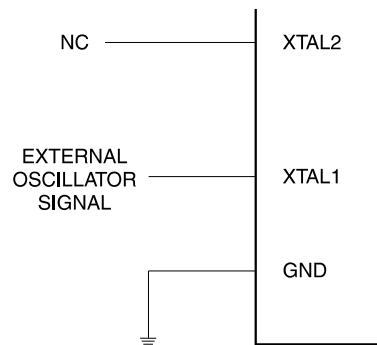 NC XTAL2
EXTERNAL
OSCILLATOR
SIGNAL
XTAL1
GND